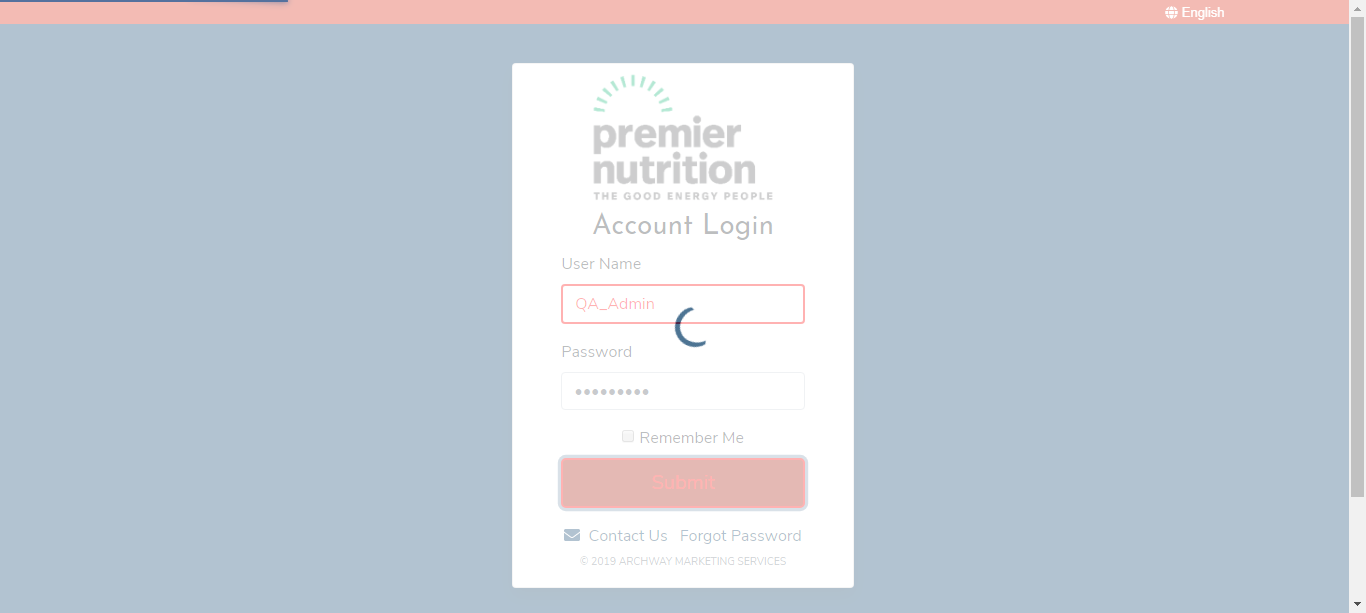 English
premier
nutrition
THE GOOD ENERGY PEOPLE
Account Login
User Name
QA_Admin
Password
•••••••••
Remember Me
Submit
Contact Us Forgot Password
© 2019 ARCHWAY MARKETING SERVICES